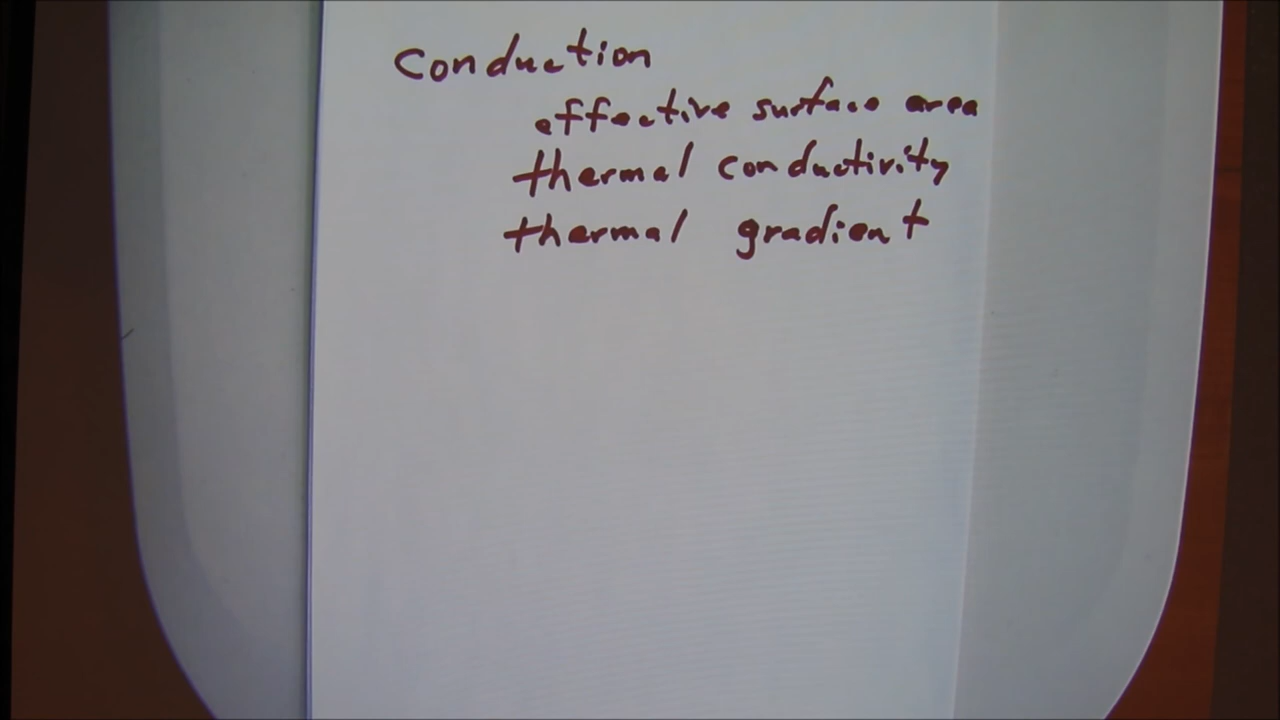 Conduction
effective surface area
thermal conductivity
thermal gradient